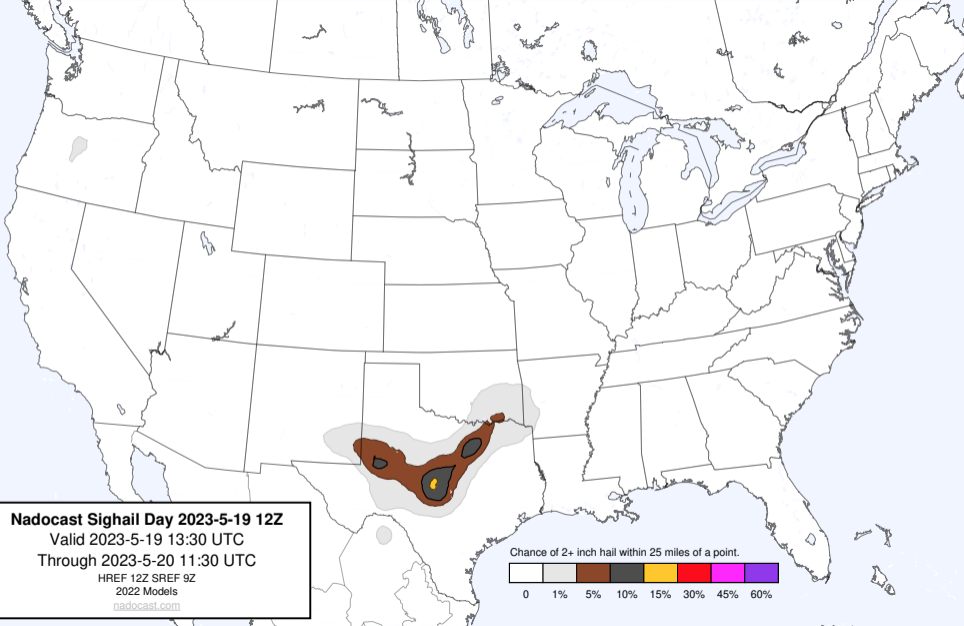 Nadocast Sighail Day 2023-5-19 12Z
Valid 2023-5-19 13:30 UTC
Through 2023-5-20 11:30 UTC
HREF 12Z SREF 9Z
2022 Models
nadocast.com
Chance of 2+ inch hail within 25 miles of a point.
0 1% 5% 10% 15% 30% 45% 60%